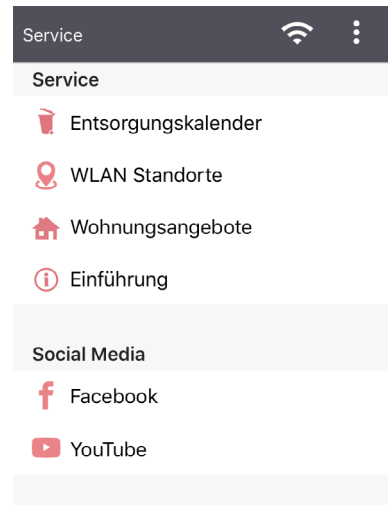 Service
Service
Entsorgungskalender
WLAN Standorte
Wohnungsangebote
Einführung
Social Media
Facebook
YouTube